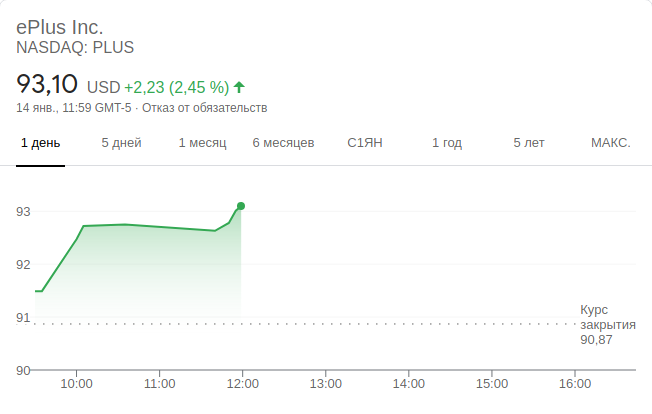 ePlus Inc.
NASDAQ: PLUS
93,10 USD +2,23 (2,45 %)
14 янв., 11:59 GMT-5 · Отказ от обязательств
1 день 5 дней 1 месяц 6 месяцев С1ЯН 1 год 5 лет МАКС.
93
92
91
90
Курс
закрытия
90,87
10:00 11:00 12:00 13:00 14:00 15:00 16:00